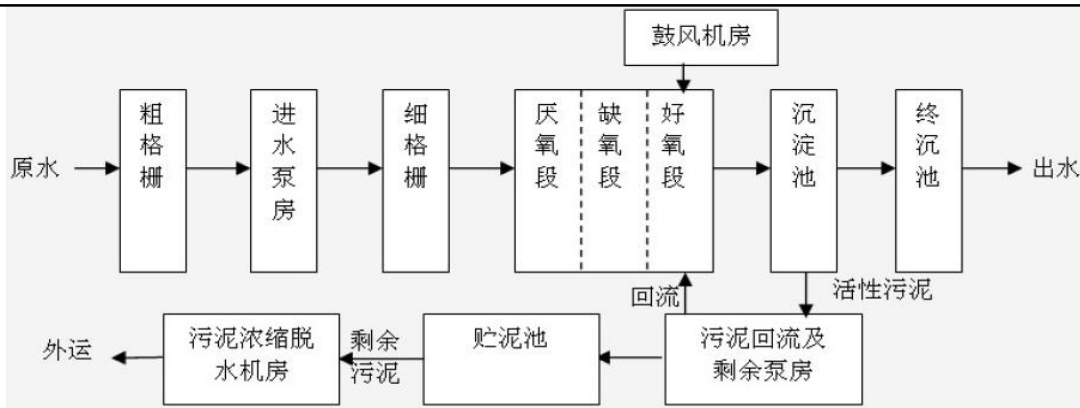 鼓风机房
原水
粗格栅
进水泵房
细格栅
厌氧段
缺氧段
好氧段
沉淀池
终沉池
出水
回流
活性污泥
外运
污泥浓缩脱
水机房
剩余
污泥
贮泥池
污泥回流及
剩余泵房